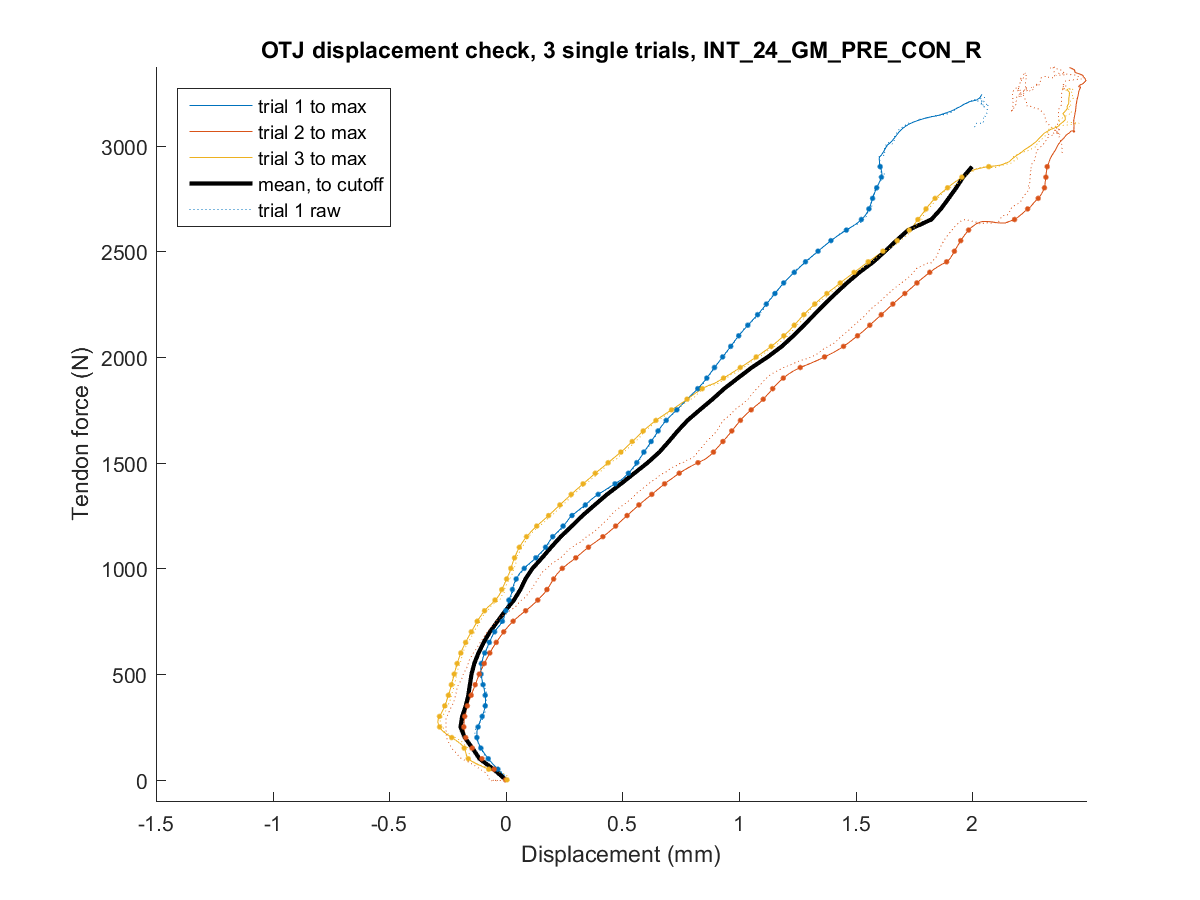 OTJ displacement check, 3 single trials, INT_24_GM_PRE_CON_R
trial 1 to max
trial 2 to max
trial 3 to max
mean, to cutoff
trial 1 raw
Tendon force (N)
3000
2500
2000
1500
1000
500
0
-1.5 -1 -0.5 0 0.5 1 1.5 2
Displacement (mm)